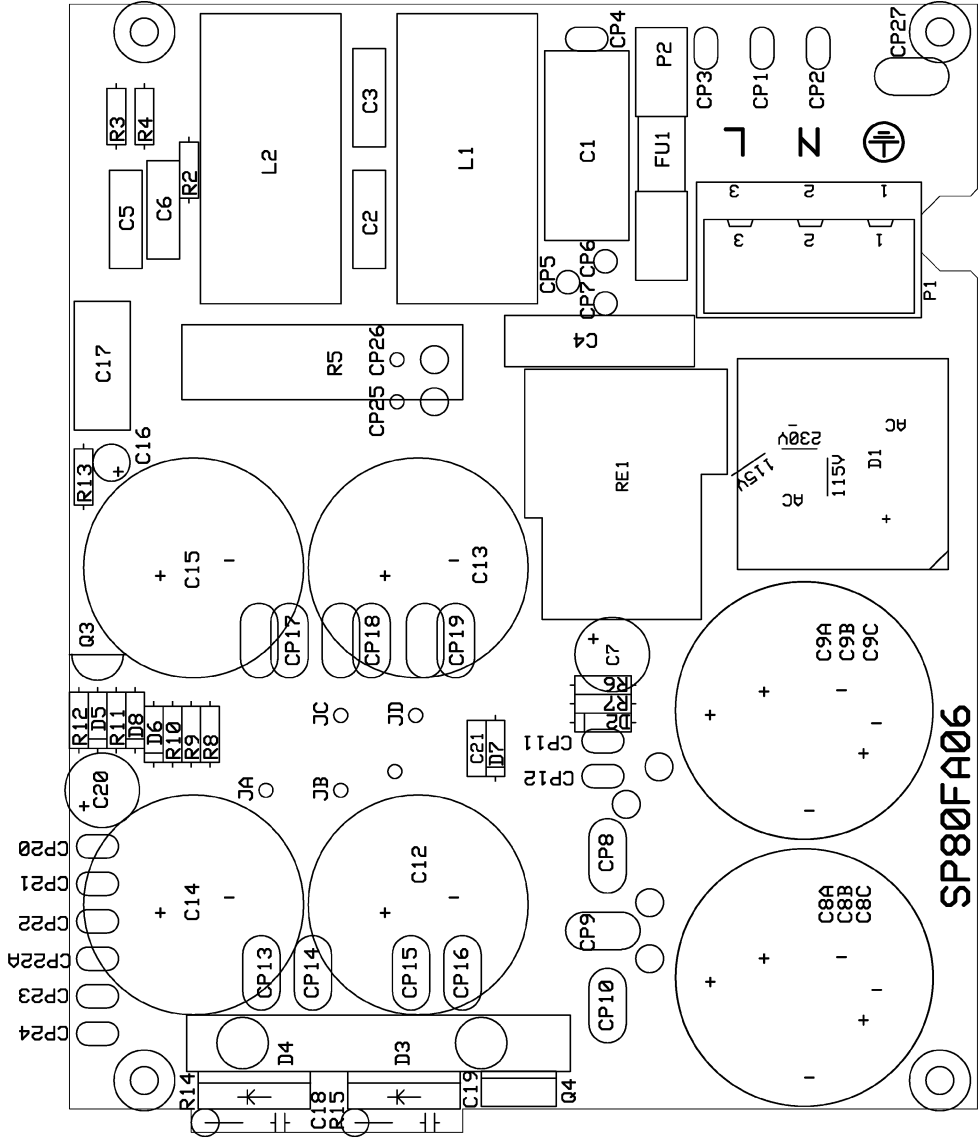 CP4
CP27
P2
CP3
CP1
CP2
R3
R4
C3
L2
L1
C1
FU1
L
N
C5
C6
R2
C2
3
2
1
3
2
1
CP5
CP6
CP7
P1
C17
R5
CP26
CP25
C4
C16
R13
+
RE1
115V
- 230V
AC
AC
115V
D1
+
C15
+ -
C13
+ -
CP17
CP18
CP19
Q3
C7
+
C9A
C9B
C9C
+ -
+ -
+ -
R6
R7
D2
R12
D5
R11
D8
D6
R10
R9
R8
JC
JD
C21
D7
CP11
CP12
C20
+
JA
JB
SP80FA06
CP20
CP21
CP22
CP22A
CP23
CP24
C14
+ -
C12
+ -
CP8
CP9
CP10
C8A
C8B
C8C
+ -
+ -
+ -
CP13
CP14
CP15
CP16
D4
D3
R14
C18
R15
C19
Q4